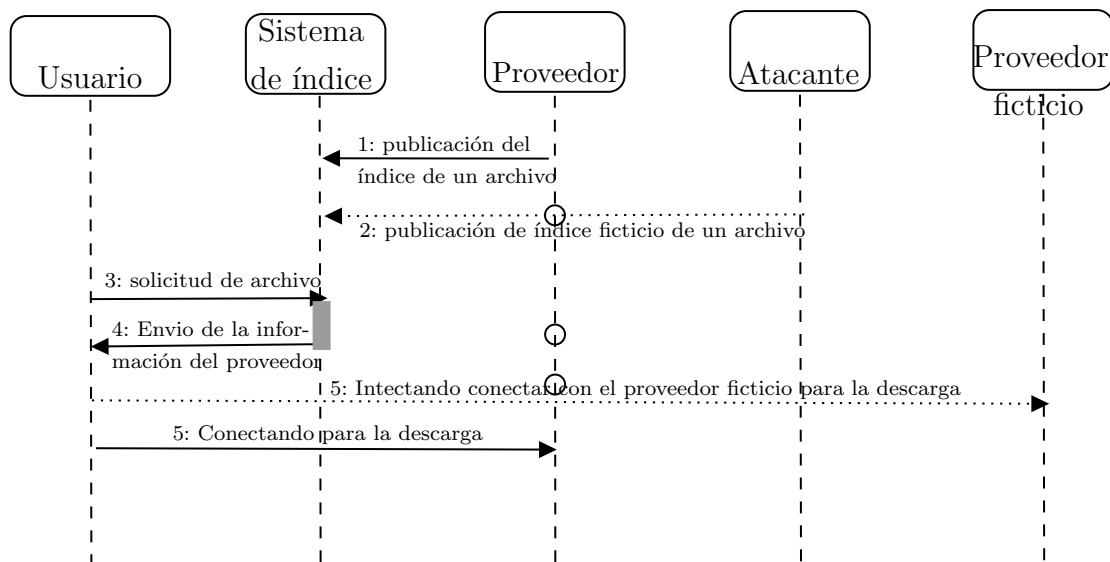 Usuario
Sistema
de índice
Proveedor
Atacante
Proveedor
ficticio
1: publicación del
índice de un archivo
2: publicación de índice ficticio de un archivo
3: solicitud de archivo
4: Envio de la infor-
mación del proveedor
5: Intectando conectar con el proveedor ficticio para la descarga
5: Conectando para la descarga